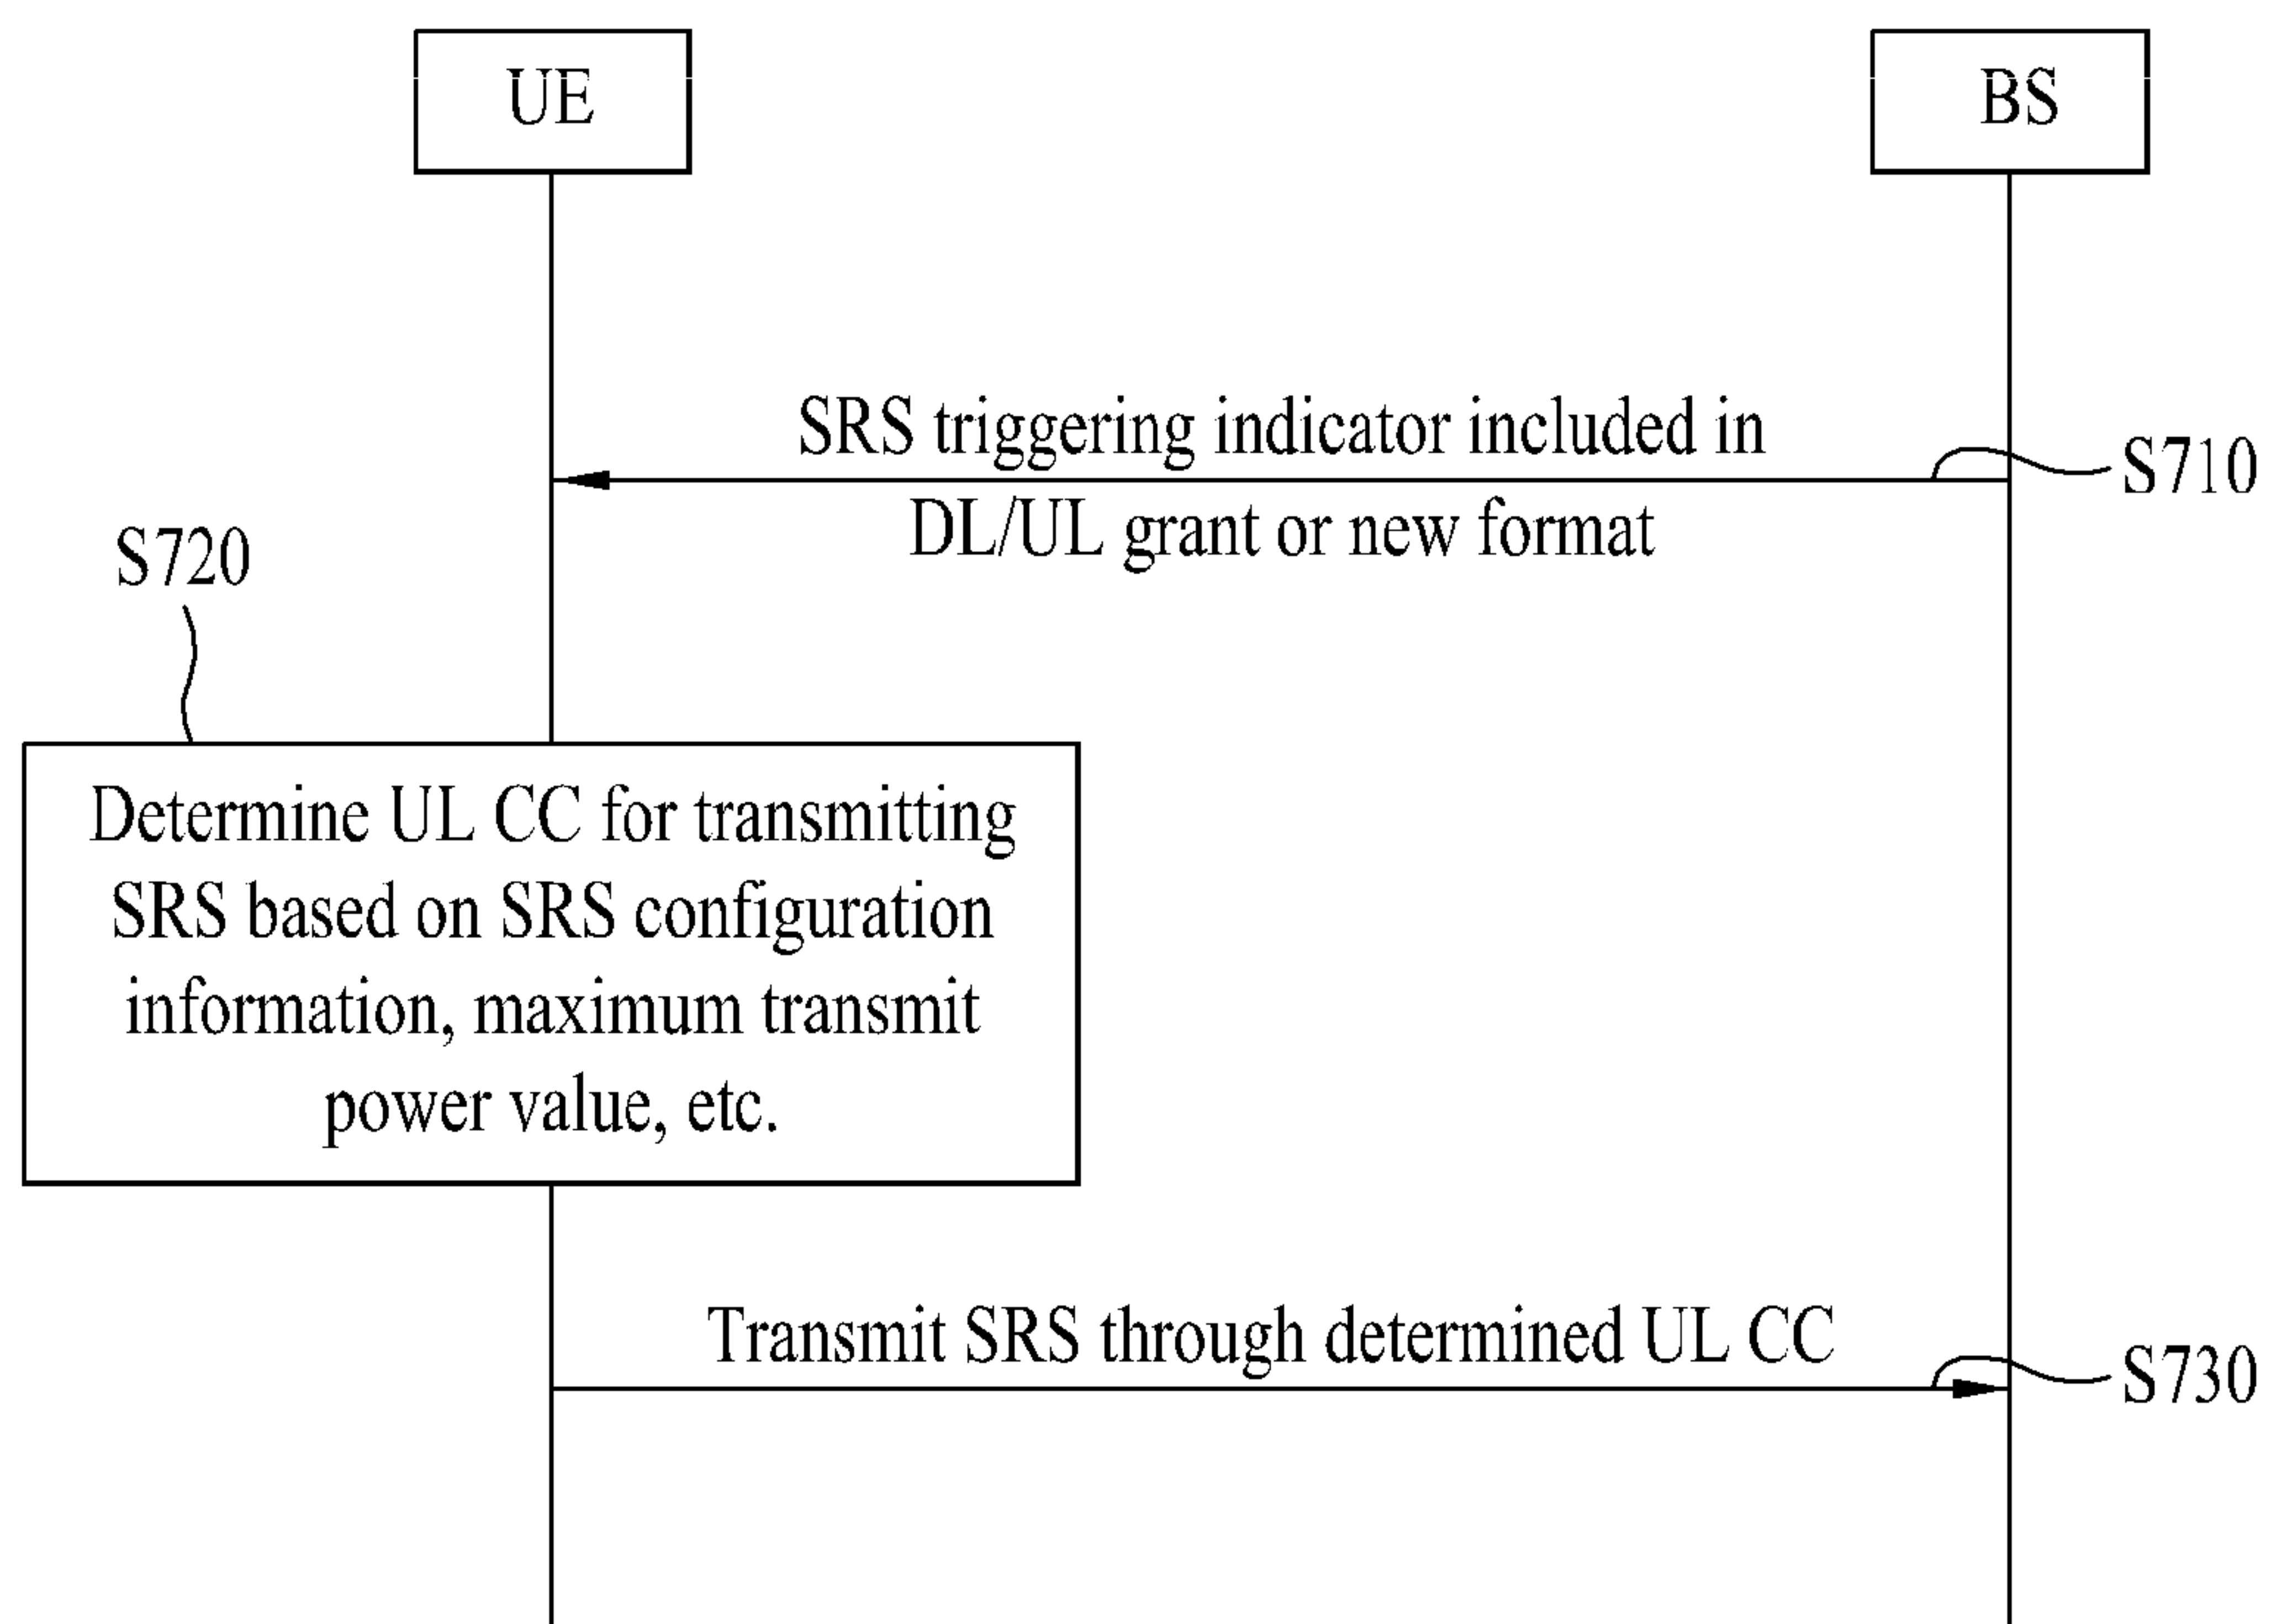 UE
BS
SRS triggering indicator included in
S710
DL/UL grant or new format
S720
Determine UL CC for transmitting
SRS based on SRS configuration
information, maximum transmit
power value, etc.
Transmit SRS through determined UL CC
S730